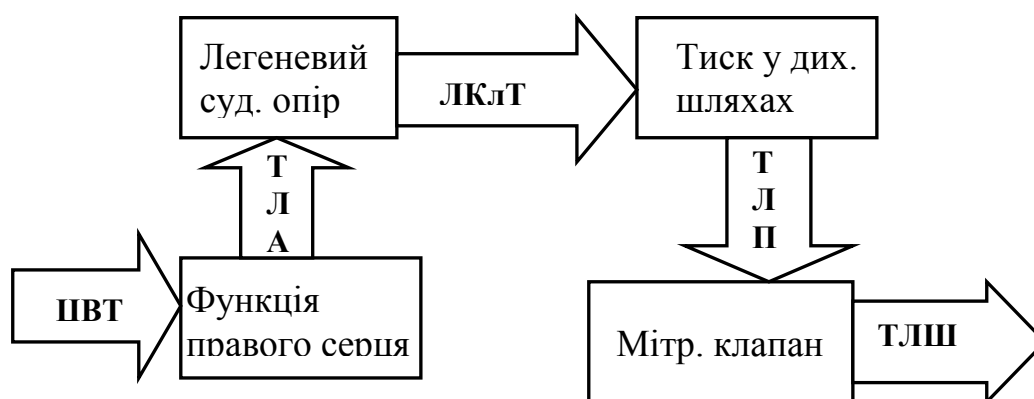 Легеневий
суд. опір
ЛКлТ
Тиск у дих.
шляхах
Т
Л
А
Т
Л
П
ЦВТ
Функція
правого серця
Мітр. клапан
ТЛШ